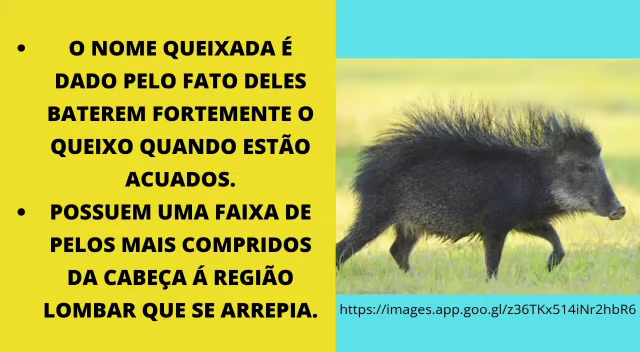 • O NOME QUEIXADA É
DADO PELO FATO DELES
BATEREM FORTEMENTE O
QUEIXO QUANDO ESTÃO
ACUADOS.
• POSSUEM UMA FAIXA DE
PELOS MAIS COMPRIDOS
DA CABEÇA Á REGIÃO
LOMBAR QUE SE ARREPIA.
https://images.app.goo.gl/z36TKx514iNr2hbR6